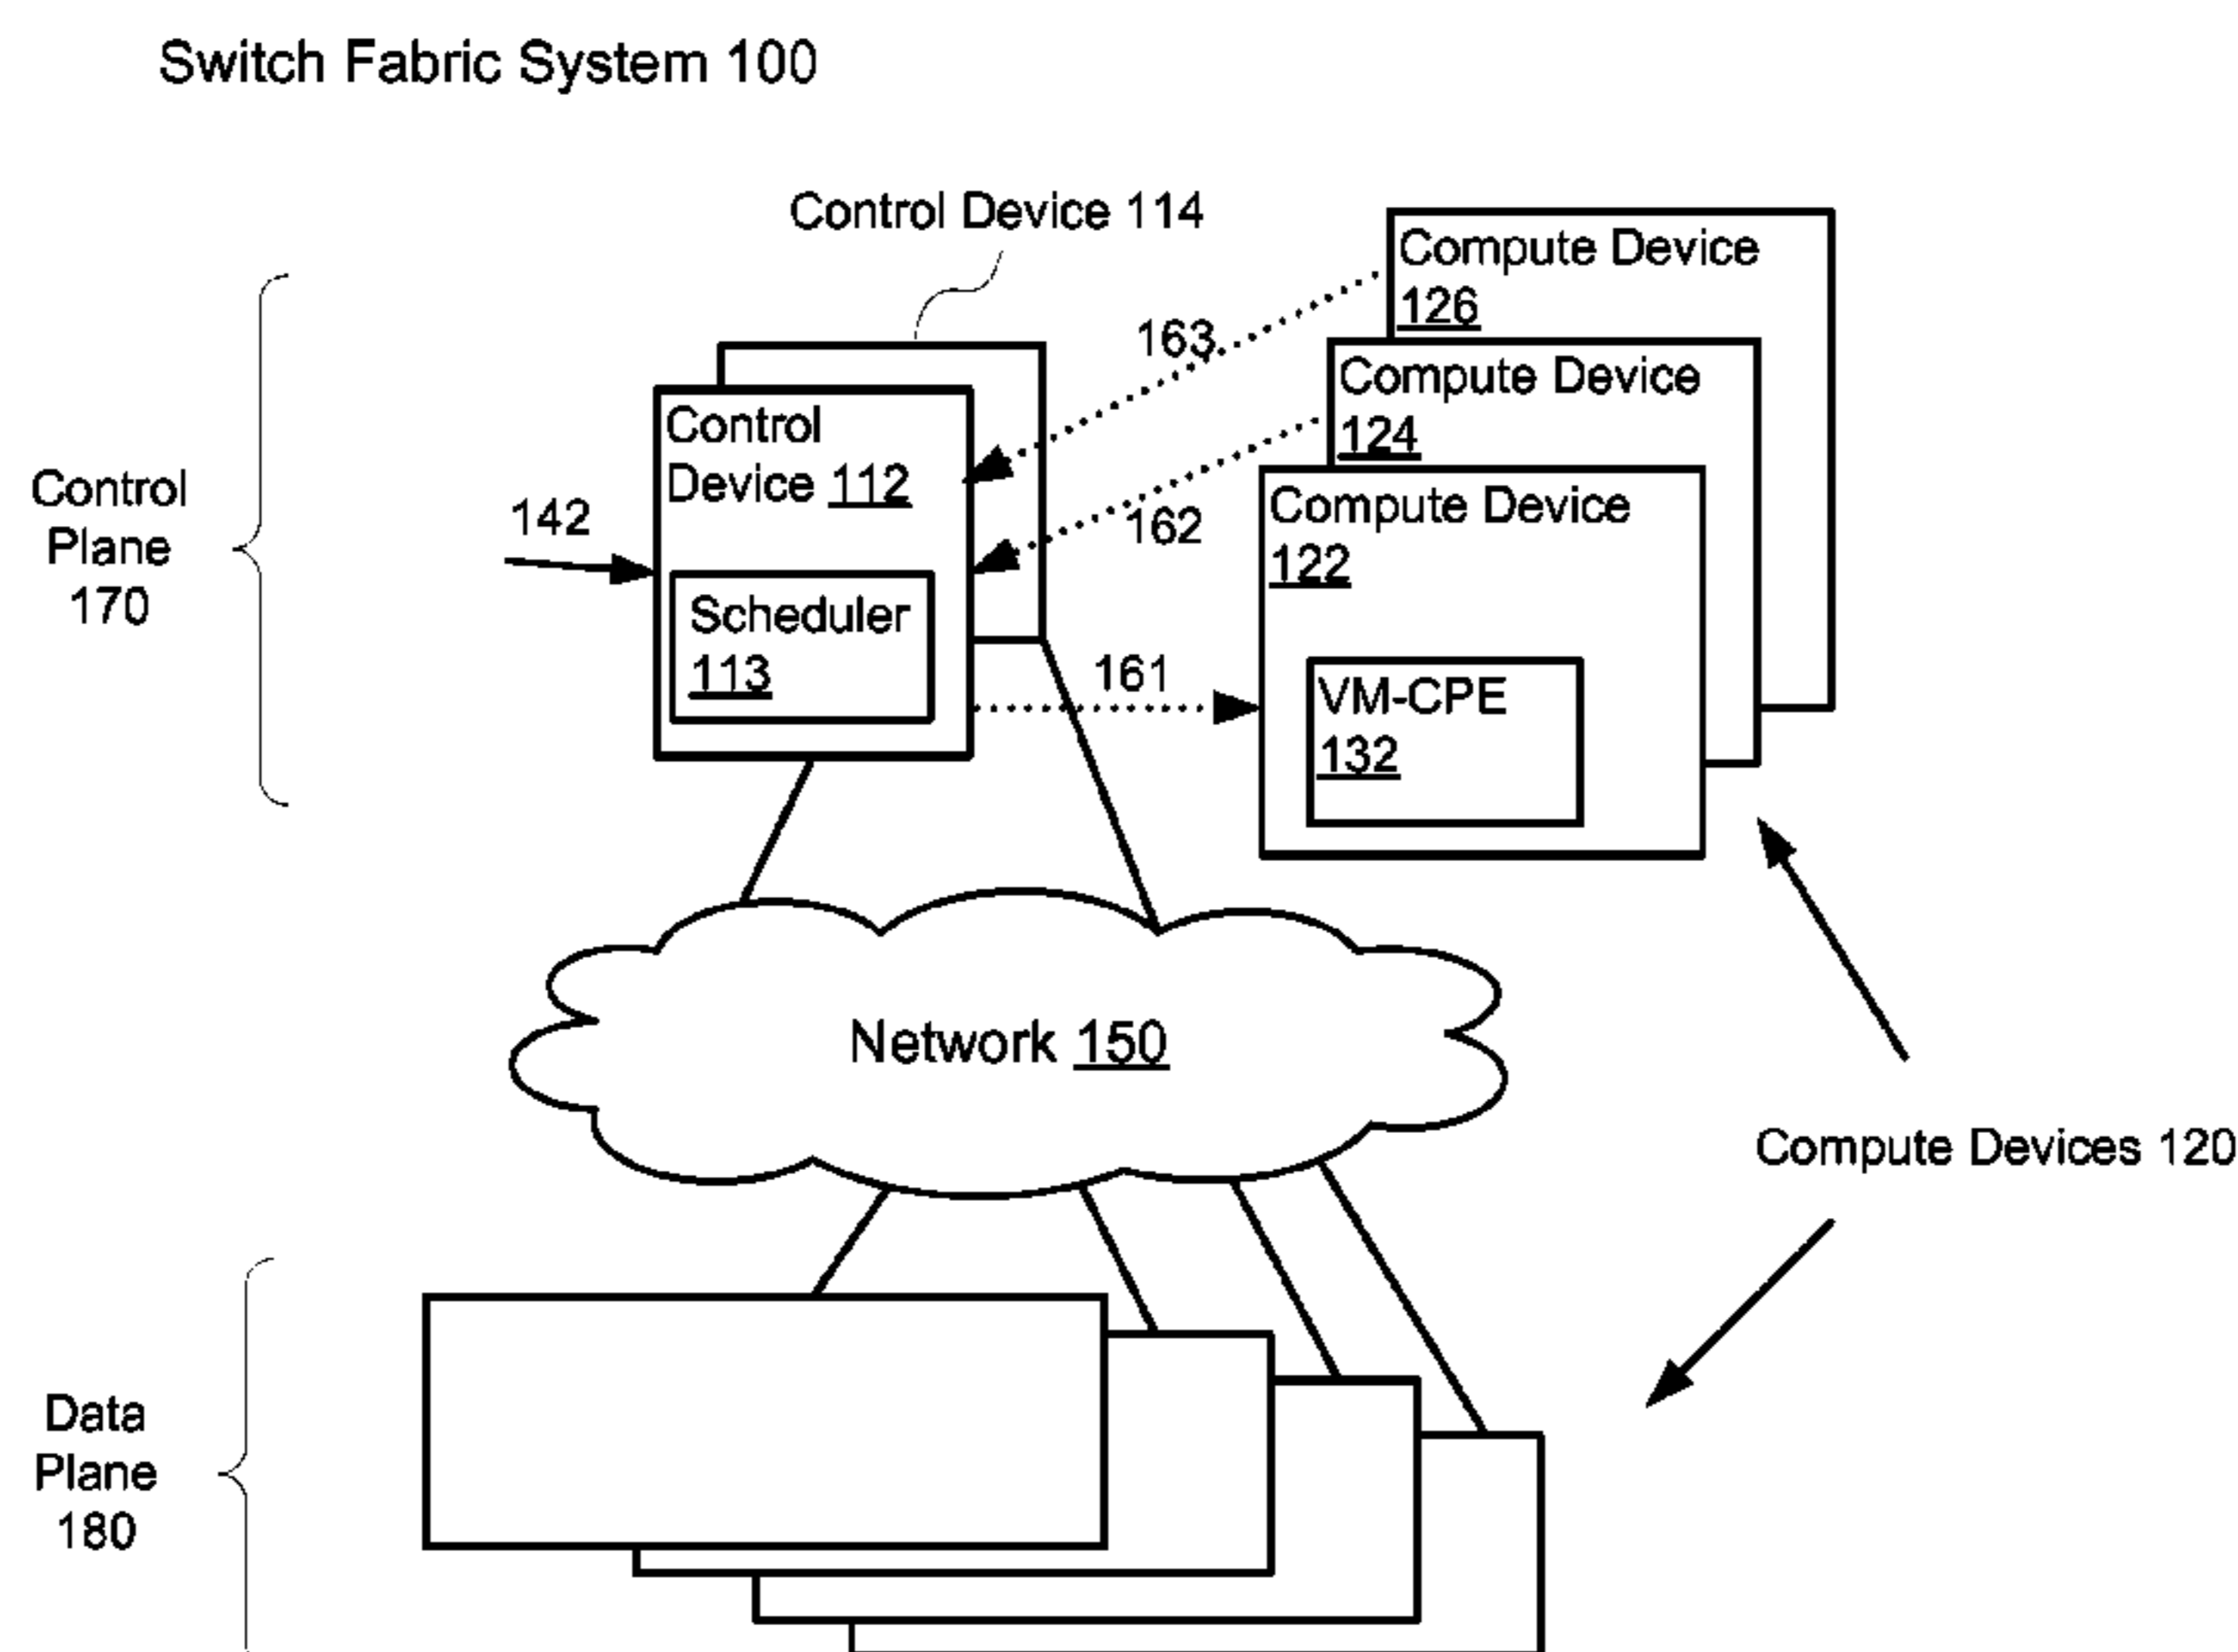 Switch Fabric System 100
Control Device 114
Compute Device
126
163
Compute Device
124
Control
Device 112
Control
Plane
170
142
162
Compute Device
122
Scheduler
113
161
VM-CPE
132
Network 150
Compute Devices 120
Data
Plane
180